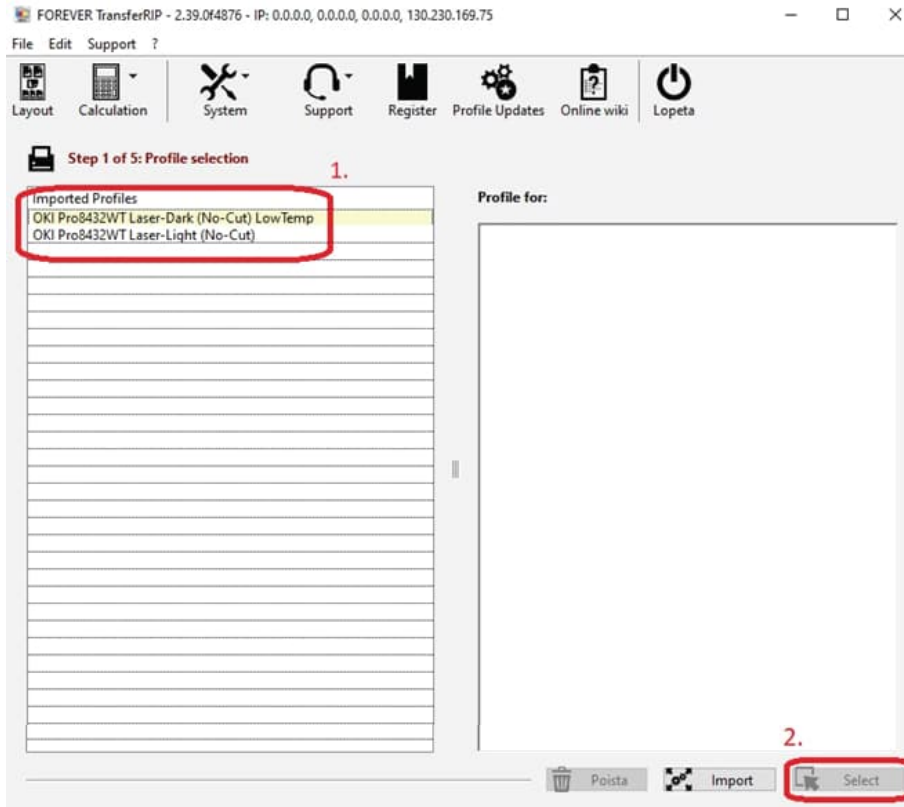 FOREVER TransferRIP - 2.39.0f4876 - IP: 0.0.0.0, 0.0.0.0, 0.0.0.0, 130.230.169.75
File Edit Support ?
Layout Calculation System Support Register Profile Updates Online wiki Lopeta
Step 1 of 5: Profile selection
1.
Imported Profiles
Profile for:
OKI Pro8432WT Laser-Dark (No-Cut) LowTemp
OKI Pro8432WT Laser-Light (No-Cut)
2.
Poista Import Select